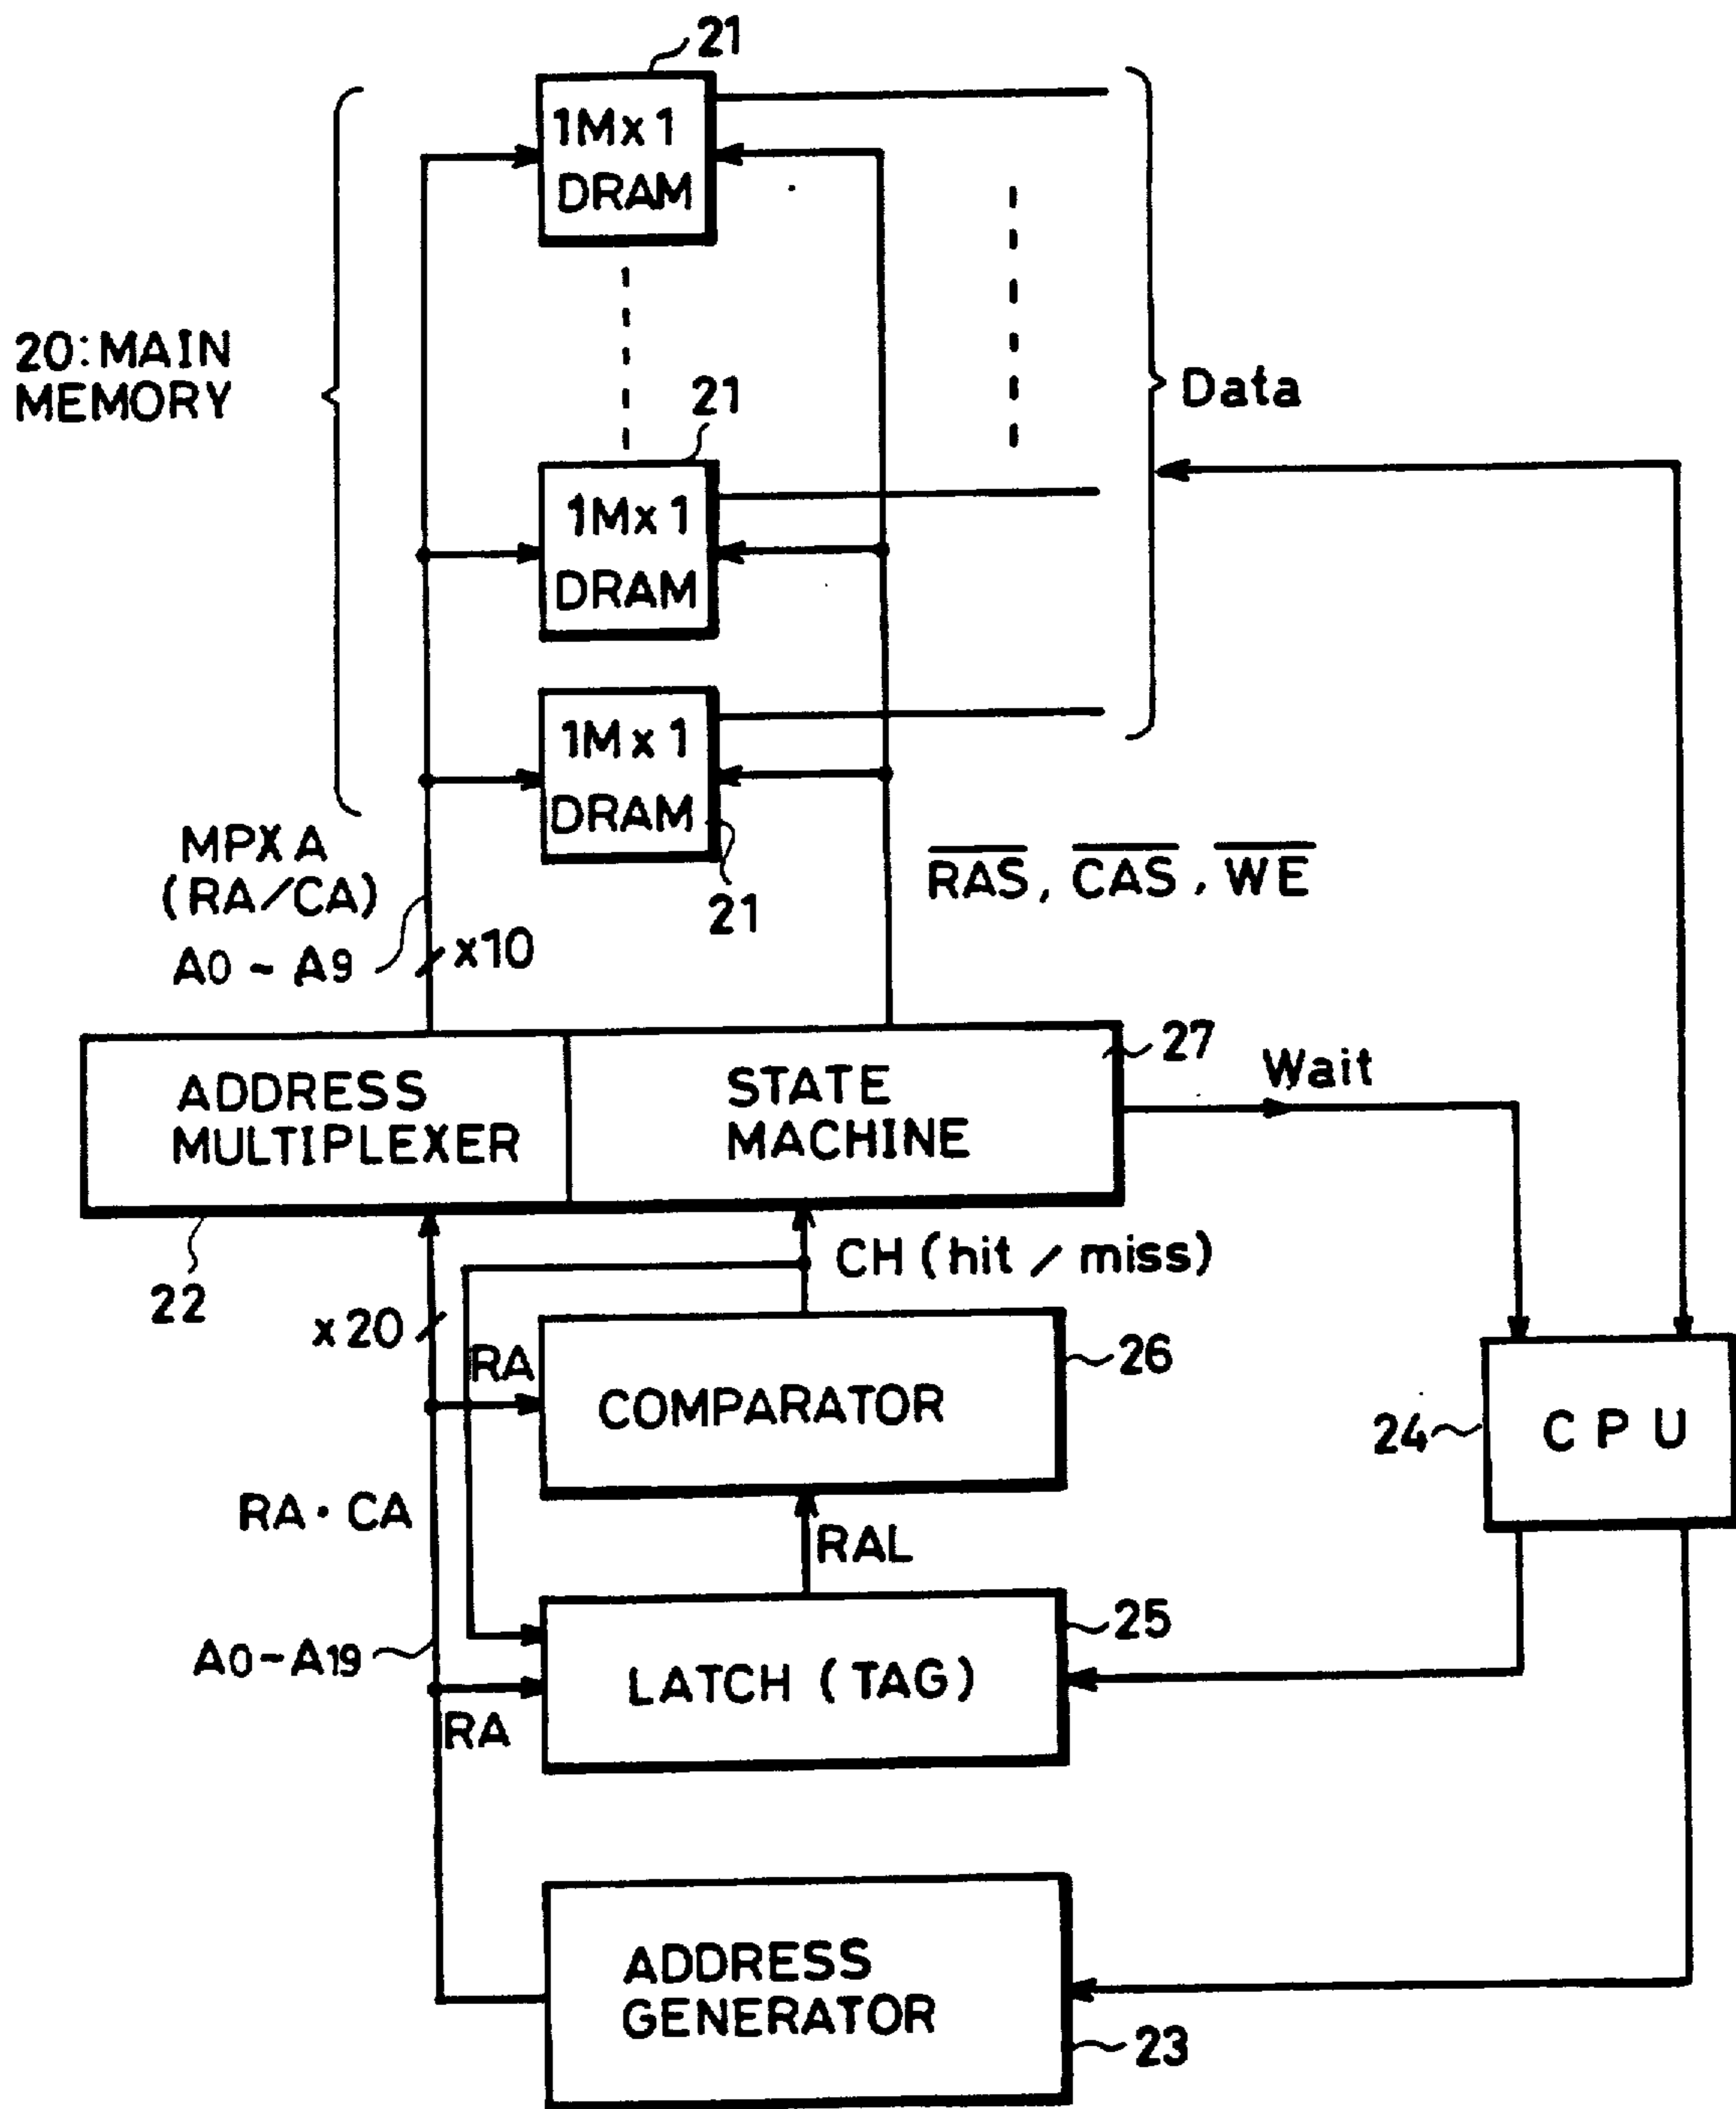 21
1Mx1
DRAM
20:MAIN
MEMORY
Data
21
1Mx1
DRAM
1Mx1
DRAM
21
MPX A
(RA/CA)
A0 ~ A9
x10
RAS, CAS, WE
27
ADDRESS
MULTIPLEXER
STATE
MACHINE
Wait
22
CH (hit / miss)
x20
RA
COMPARATOR
26
24
CPU
RA・CA
RAL
A0~A19
25
LATCH (TAG)
RA
ADDRESS
GENERATOR
23